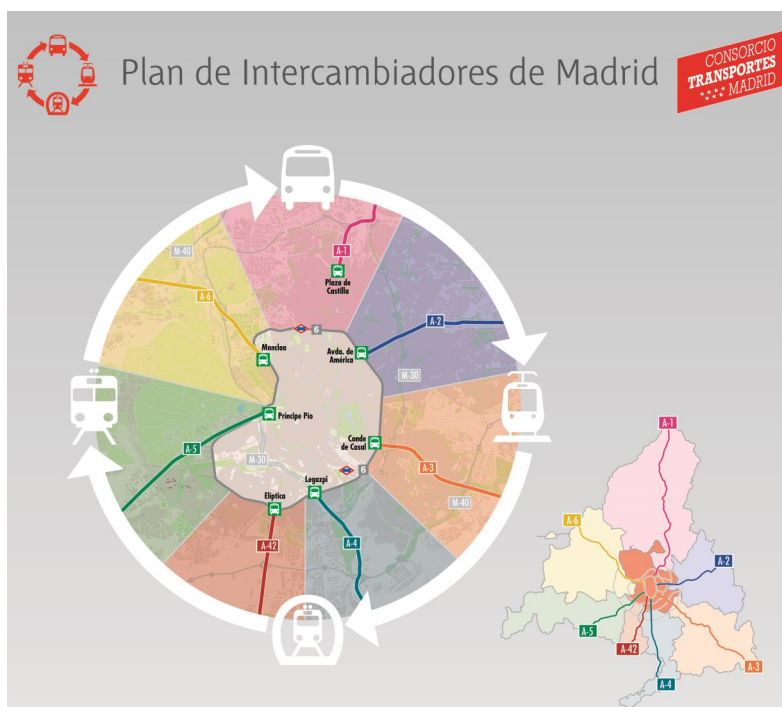 Plan de Intercambiadores de Madrid
CONSORCIO
TRANSPORTES
MADRID
M-40
A-1
Plaza de
Castilla
A-6
A-2
6
Moncloa
Avda. de
América
M-30
Príncipe Pío
Conde
de Casal
A-5
M-30
6
A-3
Legazpi
M-40
Elíptica
A-42
A-4
A-1
A-6
A-2
A-5
A-42
A-3
A-4